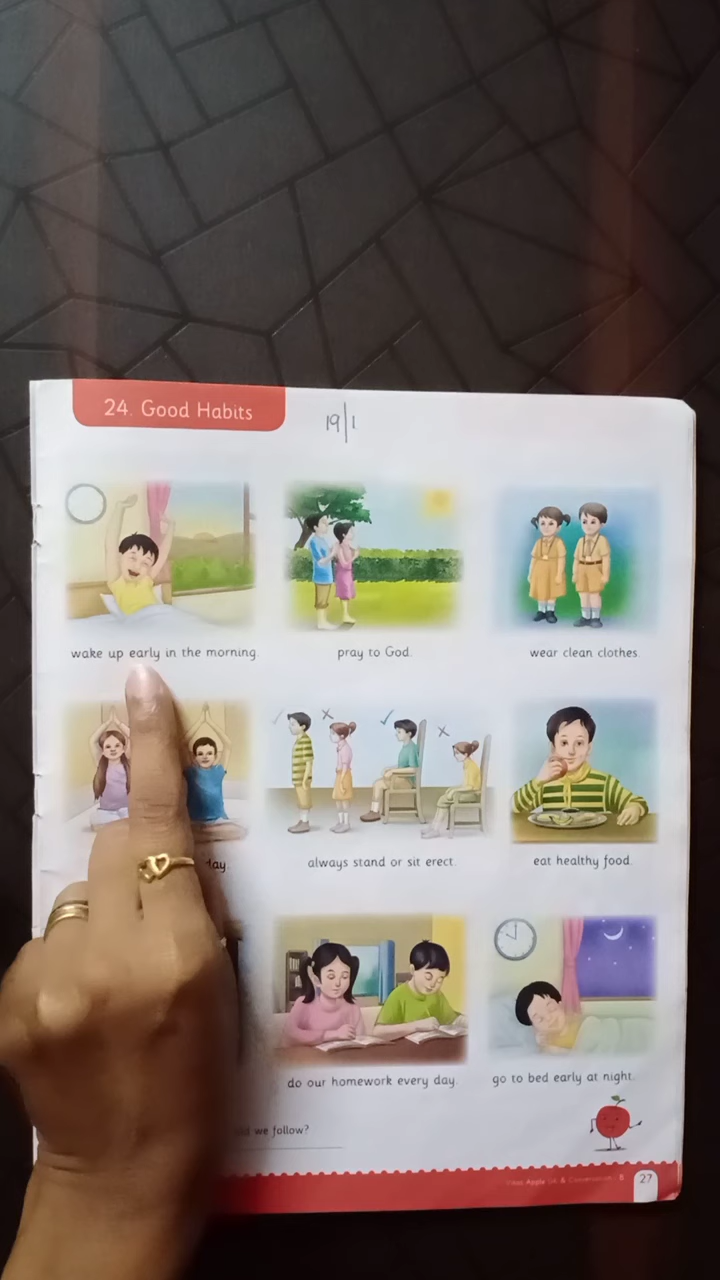 24. Good Habits
19|1
wake up early in the morning.
pray to God.
wear clean clothes.
day.
always stand or sit erect.
eat healthy food.
do our homework every day.
go to bed early at night.
we follow?
27